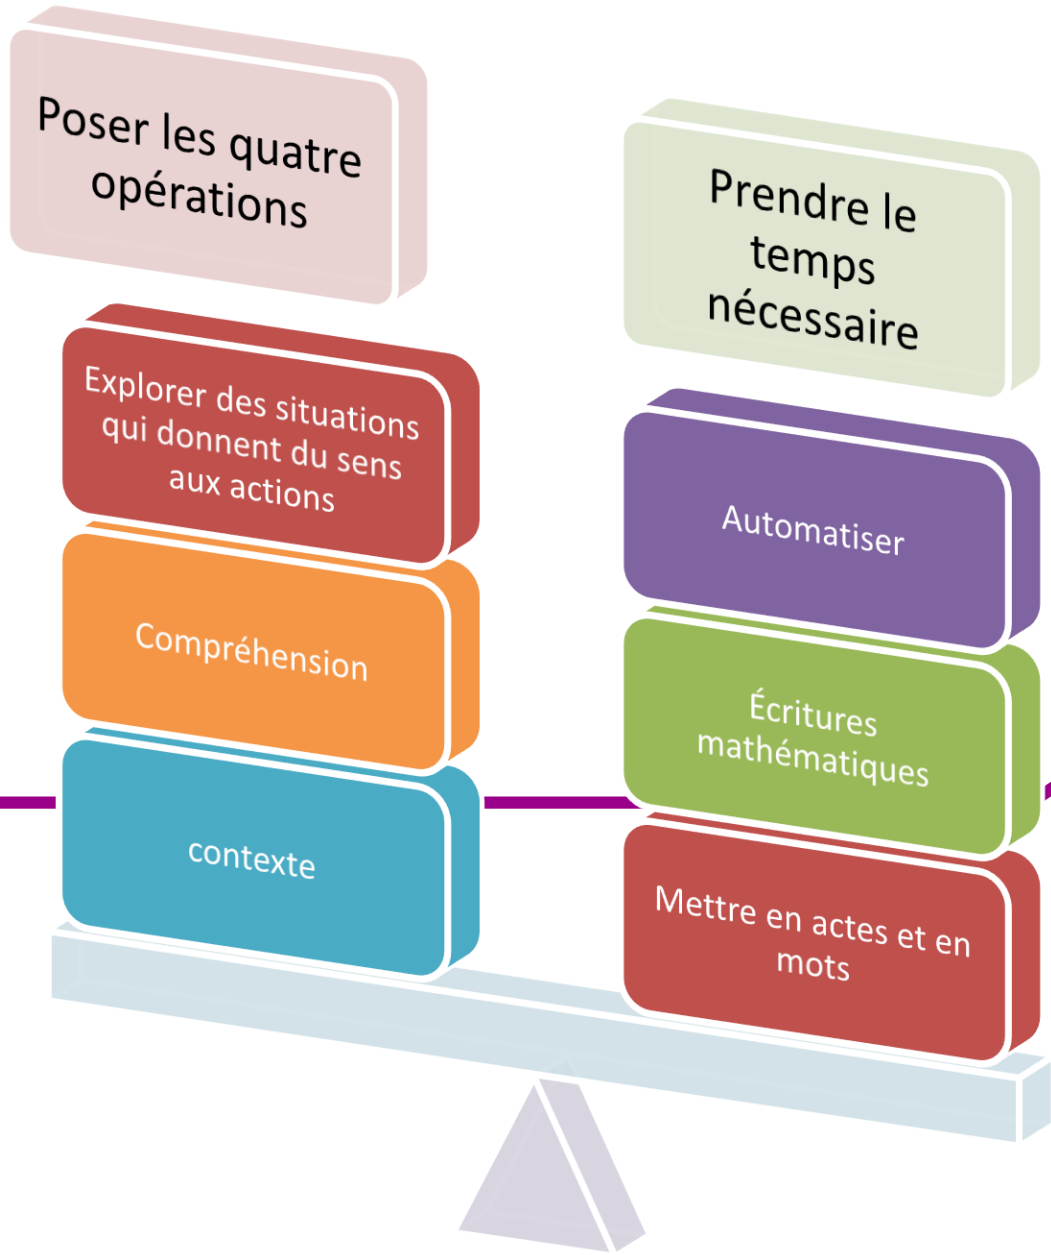 Poser les quatre
opérations
Explorer des situations
qui donnent du sens
aux actions
Compréhension
contexte
Prendre le
temps
nécessaire
Automatiser
Écritures
mathématiques
Mettre en actes et en
mots